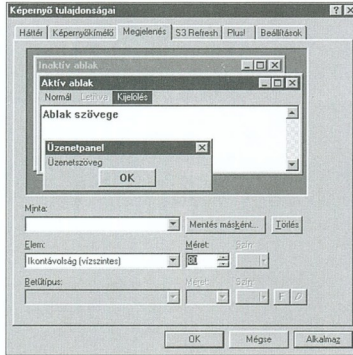 Képernyő tulajdonságai
Háttér Képernyőkímélő Megjelenés S3 Refresh Plus! Beállítások
Inaktív ablak
Aktív ablak
Normál Letiltva Kijelölés
Ablak szövege
Üzenetpanel
Üzenetszöveg
OK
Minta:
Mentés másként... Törlés
Elem: Méret: Szín:
Ikontávolság (vízszintes) 80
Betűtípus: Méret: Szín:
F D
OK Mégse Alkalmaz